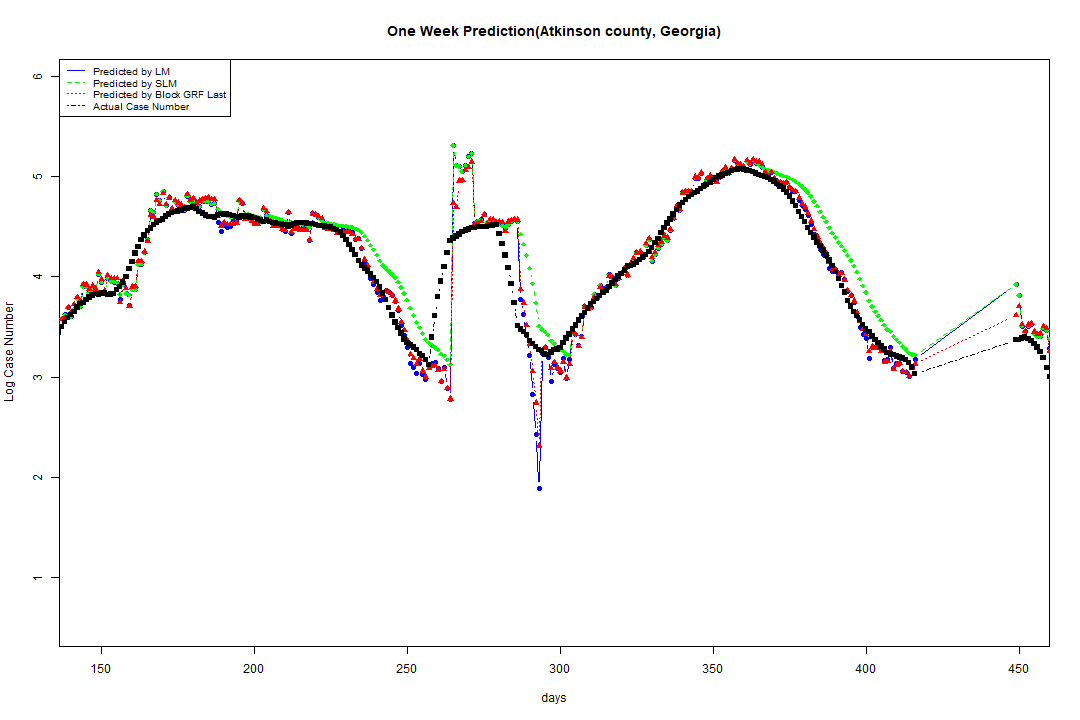 One Week Prediction(Atkinson county, Georgia)
Predicted by LM
Predicted by SLM
Predicted by Block GRF Last
Actual Case Number
Log Case Number
6
5
4
3
2
1
150 200 250 300 350 400 450
days